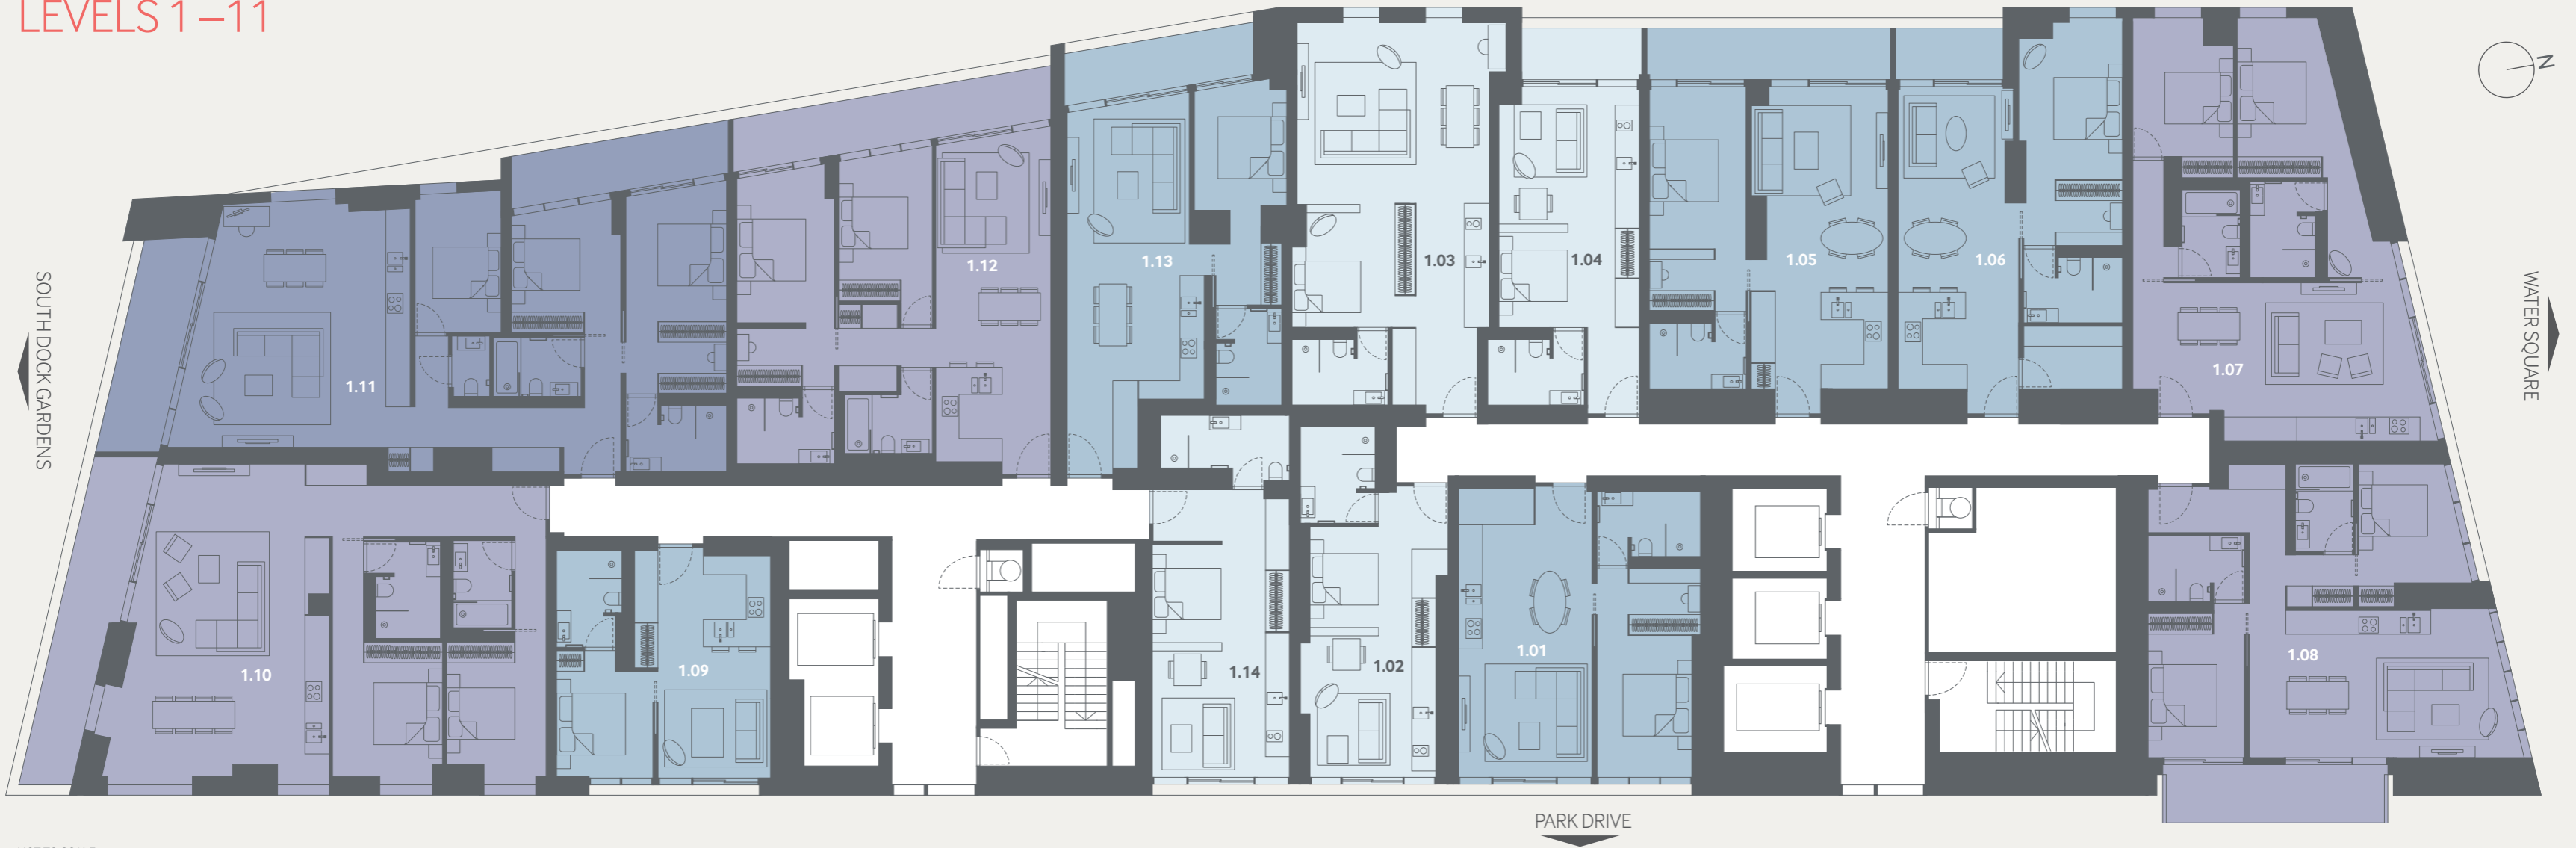 LEVELS 1–11
N
SOUTH DOCK GARDENS
WATER SQUARE
1.11
1.12
1.13
1.03
1.04
1.05
1.06
1.07
1.10
1.09
1.14
1.02
1.01
1.08
PARK DRIVE